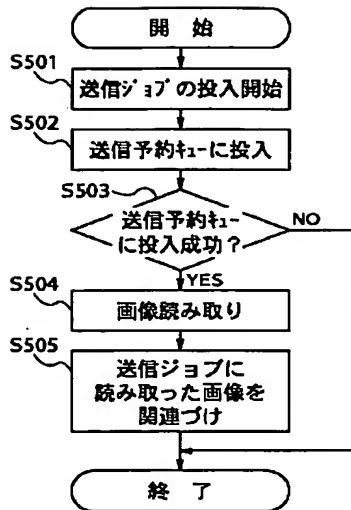 開 始
S501
送信ｼﾞｮﾌﾞの投入開始
S502
送信予約ｷｭｰに投入
S503
送信予約ｷｭｰ
に投入成功？
NO
YES
S504
画像読み取り
S505
送信ジョブに
読み取った画像を
関連づけ
終 了